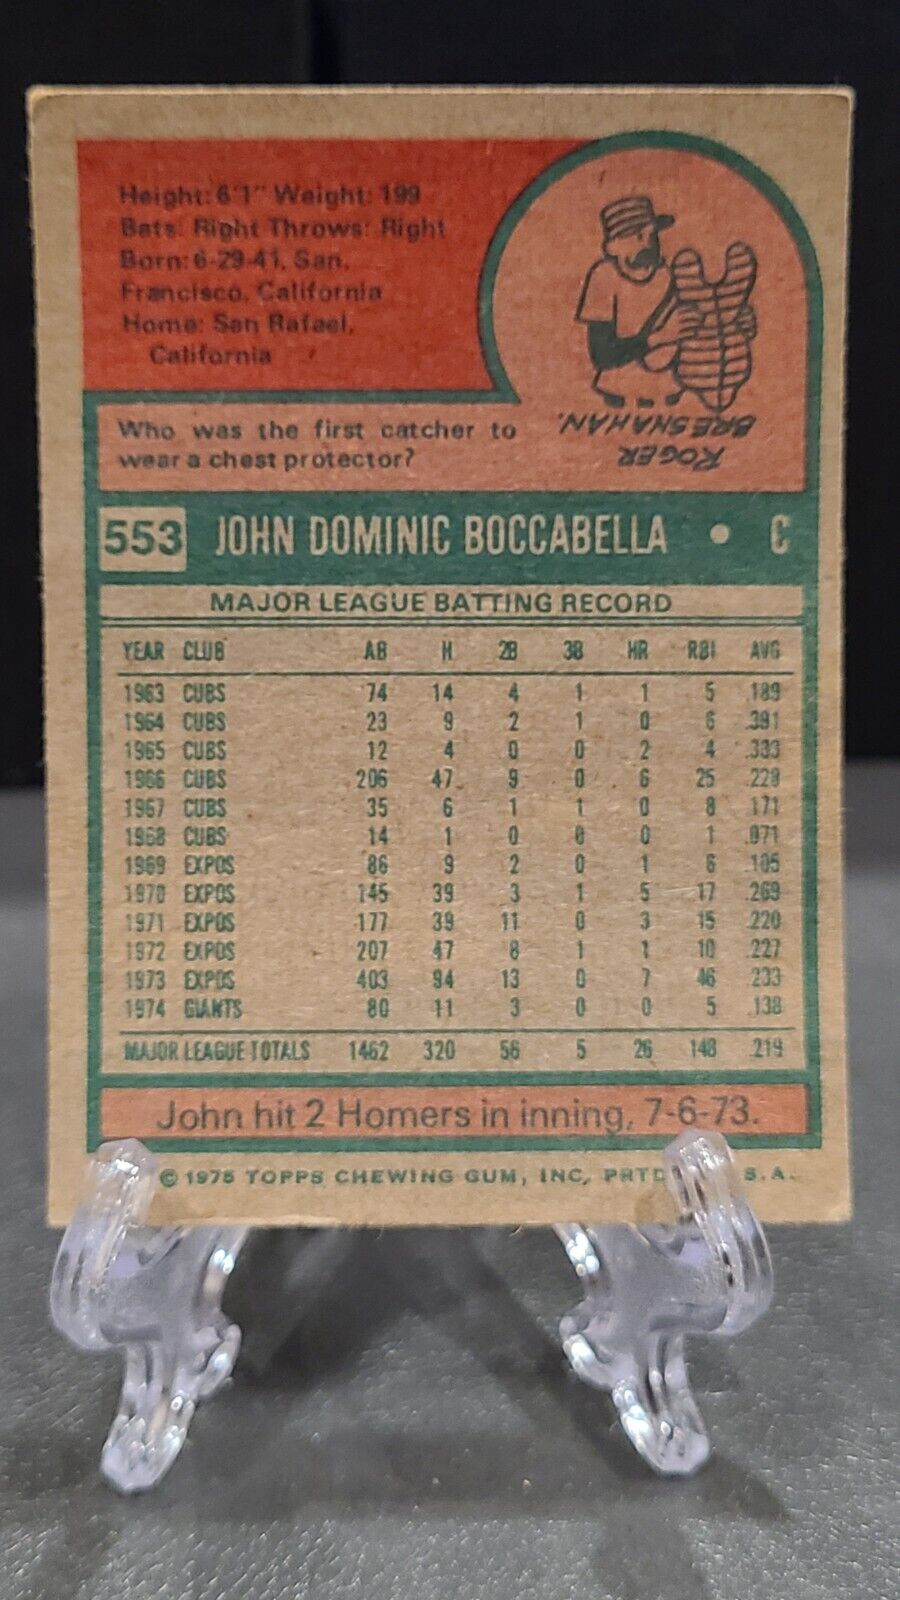 Height: 6'1" Weight: 199
Bats: Right Throws: Right
Born: 6-29-41, San
Francisco, California
Home: San Rafael,
California
Who was the first catcher to
wear a chest protector?
ROGER
BRESNAHAN.
553 JOHN DOMINIC BOCCABELLA • C
MAJOR LEAGUE BATTING RECORD
YEAR CLUB AB H 2B 3B HR RBI AVG
1963 CUBS 74 14 4 1 1 5 .189
1964 CUBS 23 9 2 1 0 6 .391
1965 CUBS 12 4 0 0 2 4 .333
1966 CUBS 206 47 9 0 6 25 .228
1967 CUBS 35 6 1 1 0 8 .171
1968 CUBS 14 1 0 0 0 1 .071
1969 EXPOS 86 9 2 0 1 6 .105
1970 EXPOS 145 39 3 1 5 17 .269
1971 EXPOS 177 39 11 0 3 15 .220
1972 EXPOS 207 47 8 1 1 10 .227
1973 EXPOS 403 94 13 0 7 46 .233
1974 GIANTS 80 11 3 0 0 5 .138
MAJOR LEAGUE TOTALS 1462 320 56 5 26 148 .219
John hit 2 Homers in inning, 7-6-73.
© 1975 TOPPS CHEWING GUM, INC, PRTD S.A.